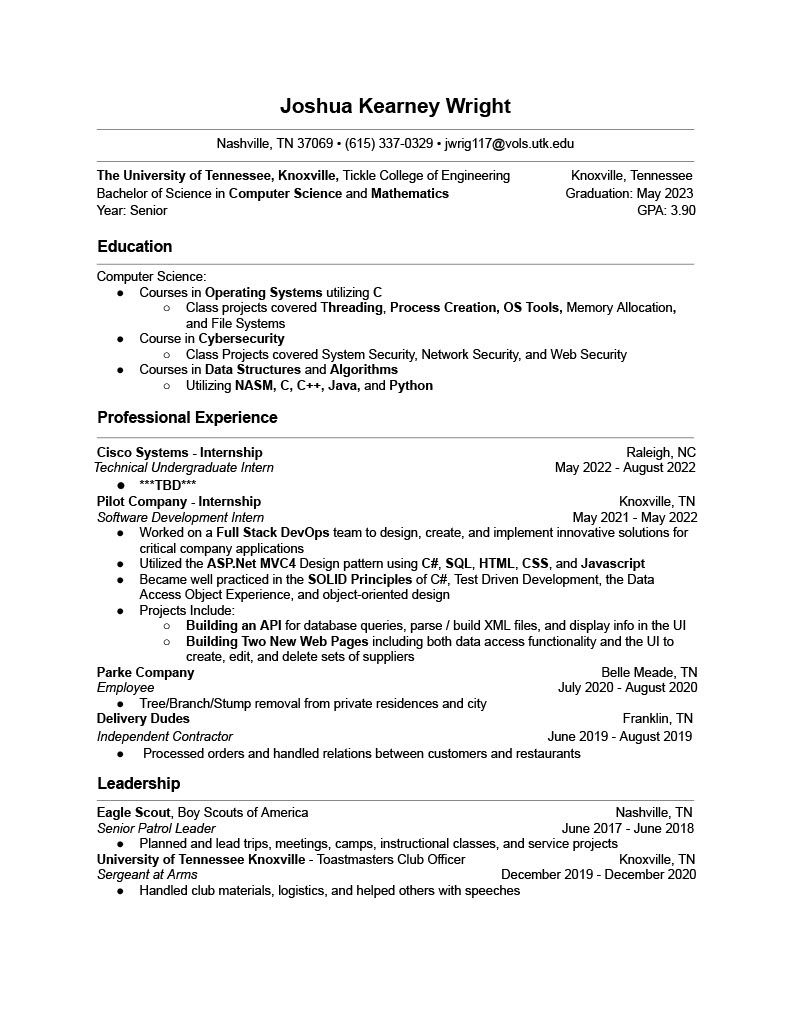 Joshua Kearney Wright
Nashville, TN 37069 • (615) 337-0329 • jwrig117@vols.utk.edu
The University of Tennessee, Knoxville, Tickle College of Engineering Knoxville, Tennessee
Bachelor of Science in Computer Science and Mathematics Graduation: May 2023
Year: Senior GPA: 3.90
Education
Computer Science:
● Courses in Operating Systems utilizing C
○ Class projects covered Threading, Process Creation, OS Tools, Memory Allocation,
and File Systems
● Course in Cybersecurity
○ Class Projects covered System Security, Network Security, and Web Security
● Courses in Data Structures and Algorithms
○ Utilizing NASM, C, C++, Java, and Python
Professional Experience
Cisco Systems - Internship Raleigh, NC
Technical Undergraduate Intern May 2022 - August 2022
● ***TBD***
Pilot Company - Internship Knoxville, TN
Software Development Intern May 2021 - May 2022
● Worked on a Full Stack DevOps team to design, create, and implement innovative solutions for
critical company applications
● Utilized the ASP.Net MVC4 Design pattern using C#, SQL, HTML, CSS, and Javascript
● Became well practiced in the SOLID Principles of C#, Test Driven Development, the Data
Access Object Experience, and object-oriented design
● Projects Include:
○ Building an API for database queries, parse / build XML files, and display info in the UI
○ Building Two New Web Pages including both data access functionality and the UI to
create, edit, and delete sets of suppliers
Parke Company Belle Meade, TN
Employee July 2020 - August 2020
● Tree/Branch/Stump removal from private residences and city
Delivery Dudes Franklin, TN
Independent Contractor June 2019 - August 2019
● Processed orders and handled relations between customers and restaurants
Leadership
Eagle Scout, Boy Scouts of America Nashville, TN
Senior Patrol Leader June 2017 - June 2018
● Planned and lead trips, meetings, camps, instructional classes, and service projects
University of Tennessee Knoxville - Toastmasters Club Officer Knoxville, TN
Sergeant at Arms December 2019 - December 2020
● Handled club materials, logistics, and helped others with speeches